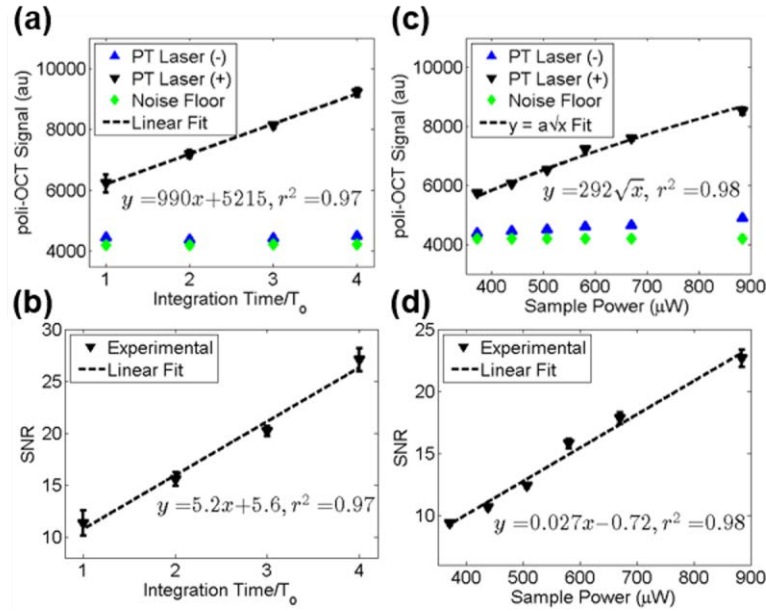 (a)
poli-OCT Signal (au)
10000
8000
6000
4000
PT Laser (-)
PT Laser (+)
Noise Floor
Linear Fit
y =990x+5215, r² =0.97
1 2 3 4
Integration Time/T₀
(c)
poli-OCT Signal (au)
10000
8000
6000
4000
PT Laser (-)
PT Laser (+)
Noise Floor
y = a√x Fit
y =292√x, r² =0.98
400 500 600 700 800 900
Sample Power (μW)
(b)
SNR
30
25
20
15
10
Experimental
Linear Fit
y =5.2x+5.6, r² =0.97
1 2 3 4
Integration Time/T₀
(d)
SNR
25
20
15
10
Experimental
Linear Fit
y =0.027x−0.72, r² =0.98
400 500 600 700 800 900
Sample Power (μW)